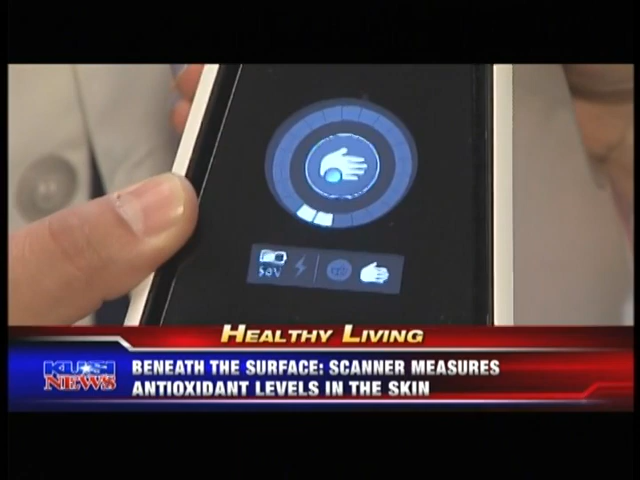 HEALTHY LIVING
KUSI
NEWS
BENEATH THE SURFACE: SCANNER MEASURES
ANTIOXIDANT LEVELS IN THE SKIN